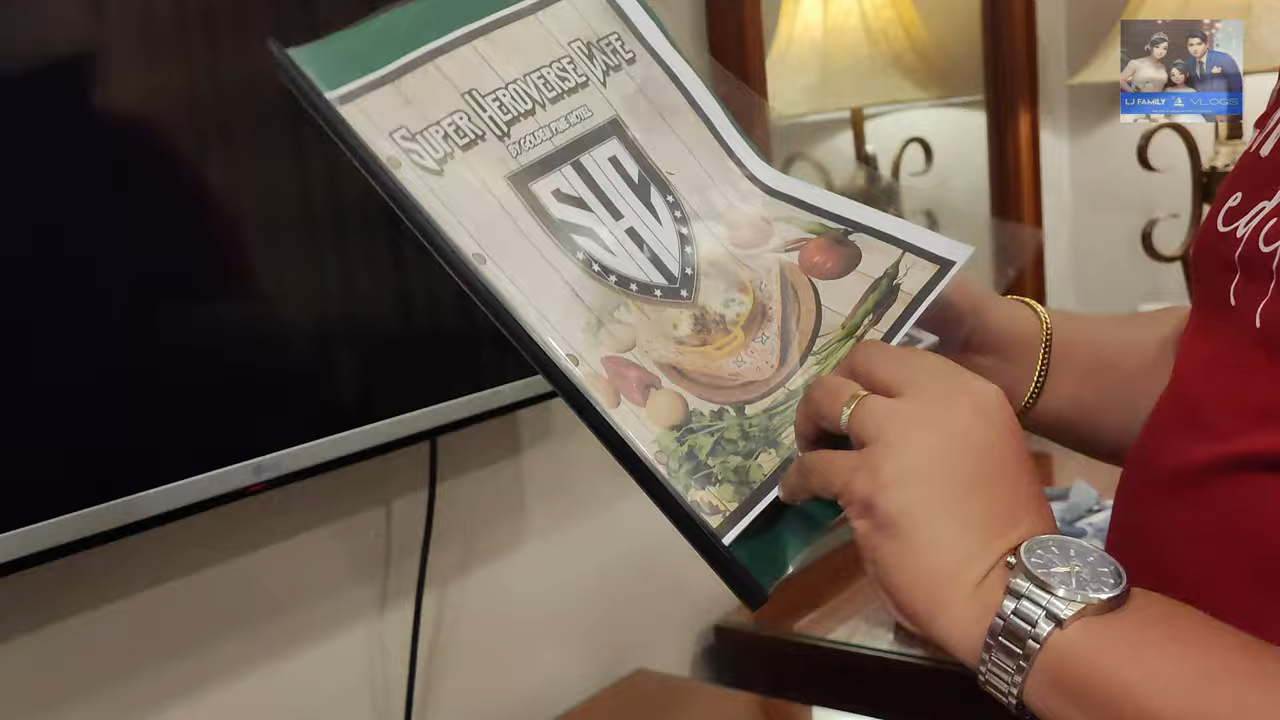 SUPER HEROVERSE CAFE
BY GOLDEN PINE HOTEL
SHC
LJ FAMILY VLOGS